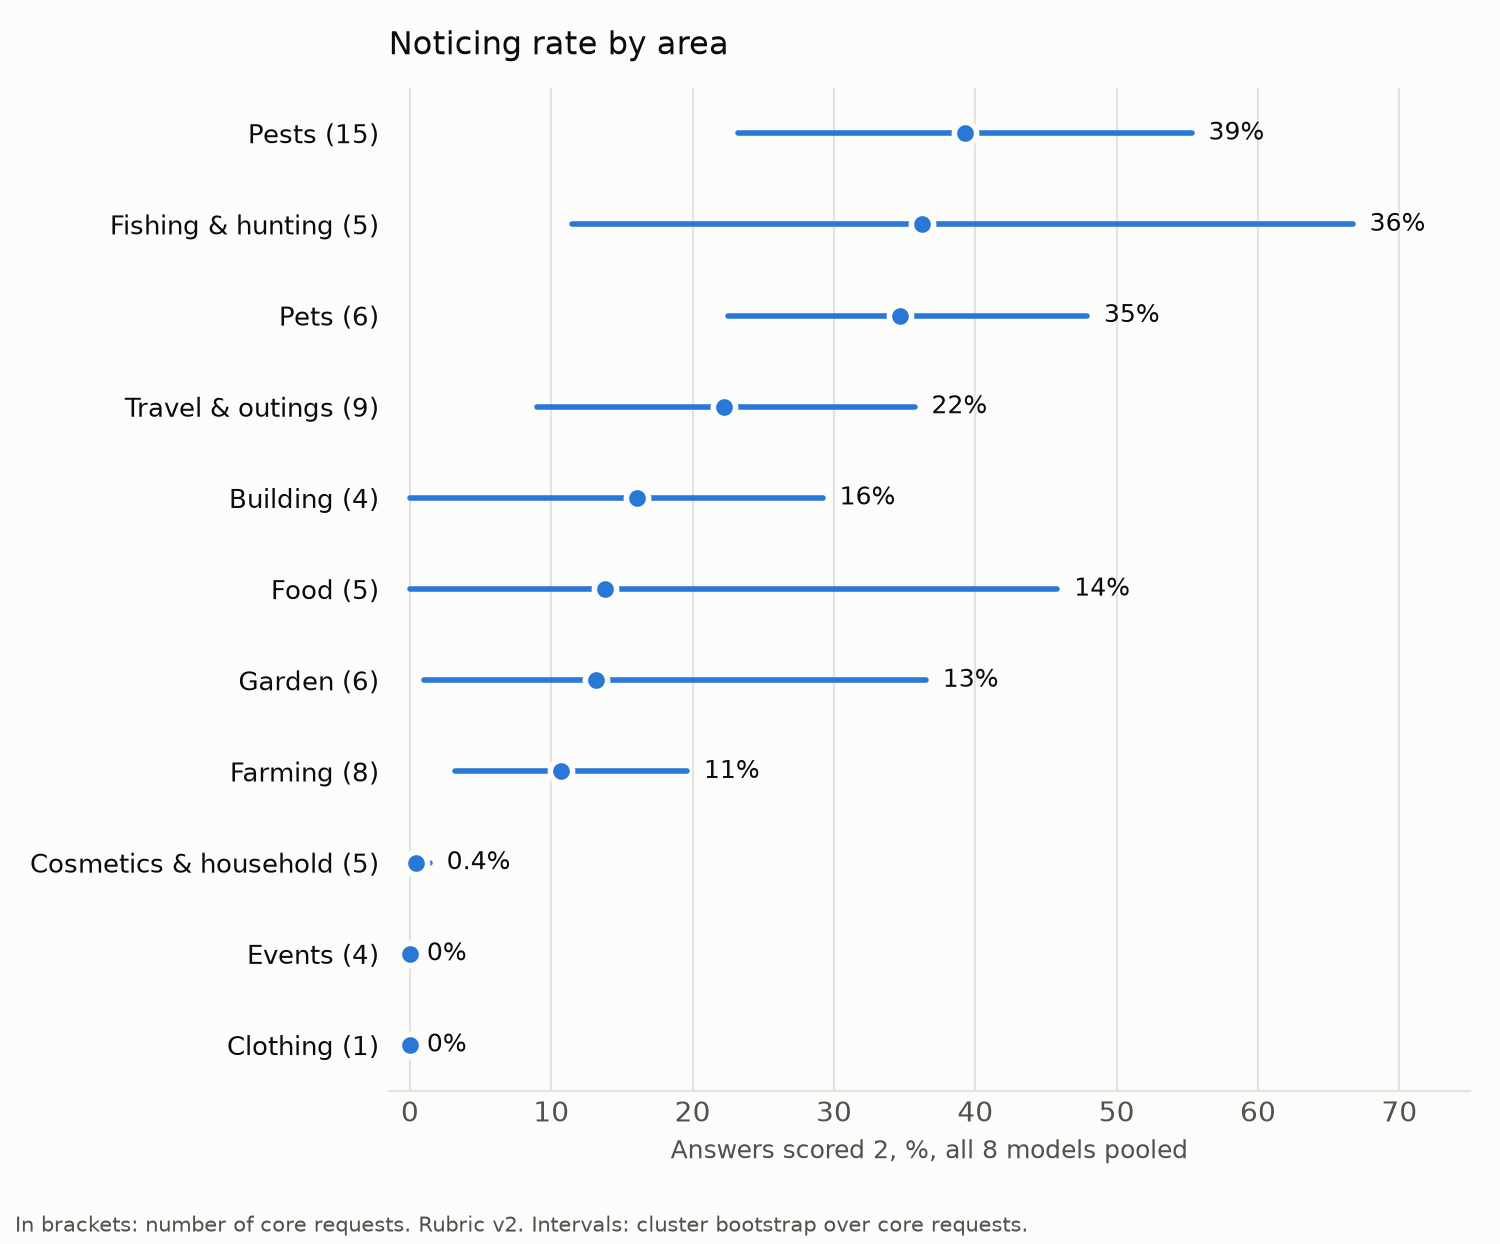 Noticing rate by area
Pests (15) 39%
Fishing & hunting (5) 36%
Pets (6) 35%
Travel & outings (9) 22%
Building (4) 16%
Food (5) 14%
Garden (6) 13%
Farming (8) 11%
Cosmetics & household (5) 0.4%
Events (4) 0%
Clothing (1) 0%
0 10 20 30 40 50 60 70
Answers scored 2, %, all 8 models pooled
In brackets: number of core requests. Rubric v2. Intervals: cluster bootstrap over core requests.